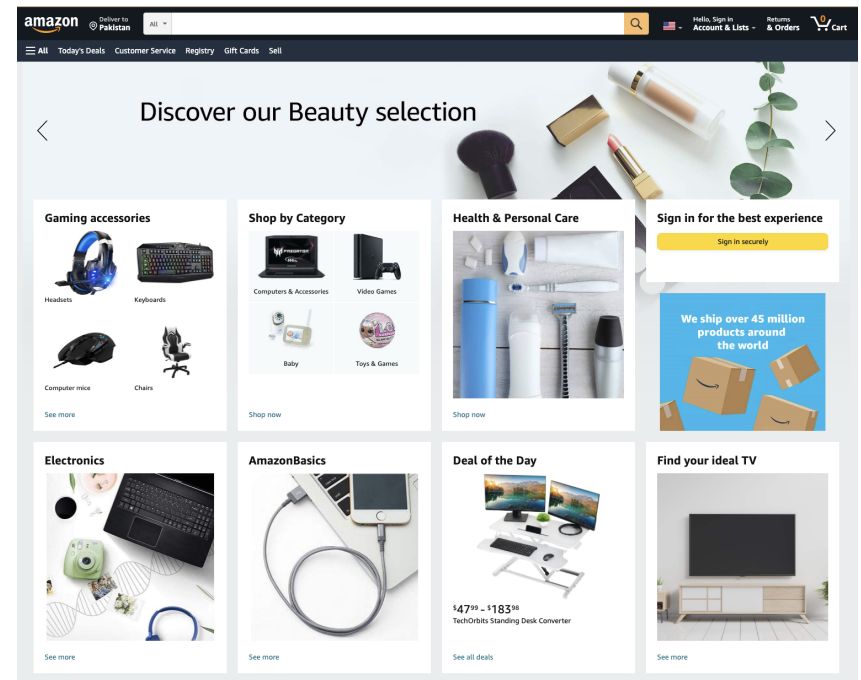 amazon
Deliver to
Pakistan
All
Hello, Sign in
Account & Lists
Returns
& Orders
0
Cart
All
Today's Deals
Customer Service
Registry
Gift Cards
Sell
Discover our Beauty selection
Gaming accessories
Headsets
Keyboards
Computer mice
Chairs
See more
Shop by Category
PREDATOR
Computers & Accessories
Video Games
Baby
Toys & Games
Shop now
Health & Personal Care
Shop now
Sign in for the best experience
Sign in securely
We ship over 45 million
products around
the world
Electronics
See more
AmazonBasics
See more
Deal of the Day
$47.99 - $183.98
TechOrbits Standing Desk Converter
See all deals
Find your ideal TV
See more